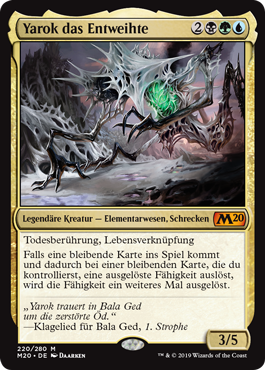 Yarok das Entweihte
2
M20
Legendäre Kreatur — Elementarwesen, Schrecken
Todesberührung, Lebensverknüpfung
Falls eine bleibende Karte ins Spiel kommt
und dadurch bei einer bleibenden Karte, die du
kontrollierst, eine ausgelöste Fähigkeit auslöst,
wird die Fähigkeit ein weiteres Mal ausgelöst.
„Yarok trauert in Bala Ged
um die zerstörte Öd.“
—Klagelied für Bala Ged, 1. Strophe
3/5
220/280 M
M20 • DE Daarken
™ & © 2019 Wizards of the Coast